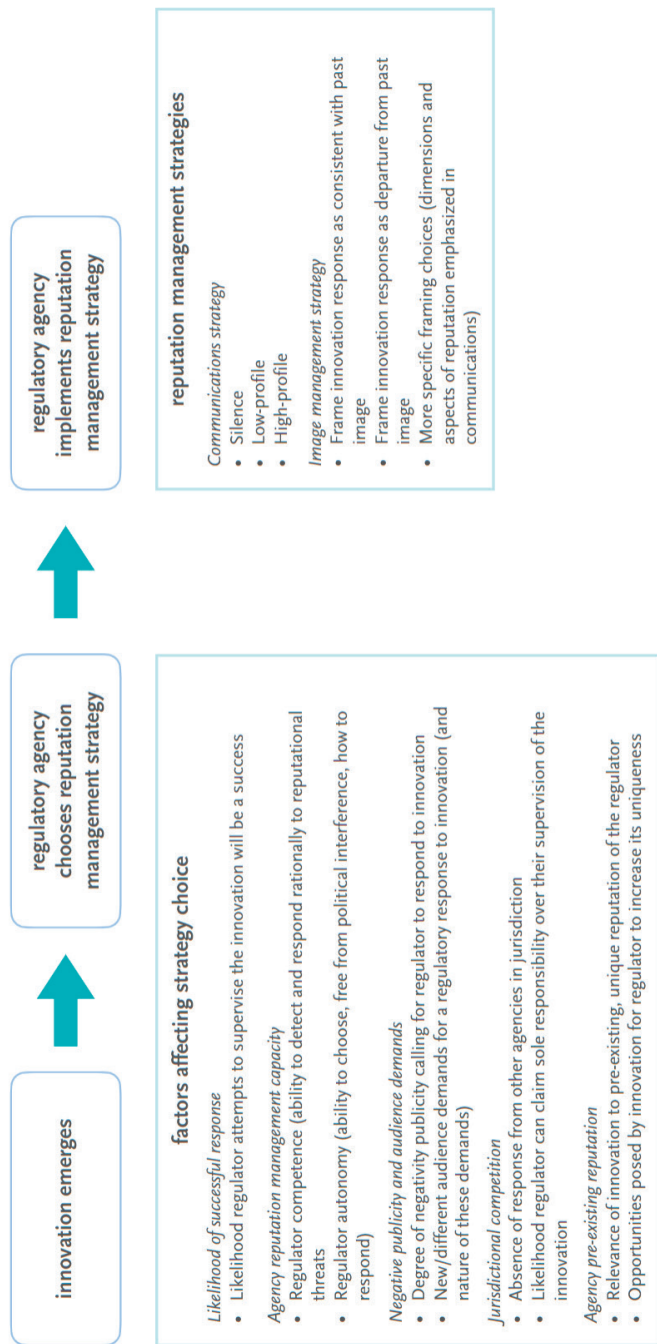 innovation emerges
regulatory agency
chooses reputation
management strategy
regulatory agency
implements reputation
management strategy
factors affecting strategy choice
Likelihood of successful response
• Likelihood regulator attempts to supervise the innovation will be a success
Agency reputation management capacity
• Regulator competence (ability to detect and respond rationally to reputational
threats
• Regulator autonomy (ability to choose, free from political interference, how to
respond)
Negative publicity and audience demands
• Degree of negativity publicity calling for regulator to respond to innovation
• New/different audience demands for a regulatory response to innovation (and
nature of these demands)
Jurisdictional competition
• Absence of response from other agencies in jurisdiction
• Likelihood regulator can claim sole responsibility over their supervision of the
innovation
Agency pre-existing reputation
• Relevance of innovation to pre-existing, unique reputation of the regulator
• Opportunities posed by innovation for regulator to increase its uniqueness
reputation management strategies
Communications strategy
• Silence
• Low-profile
• High-profile
Image management strategy
• Frame innovation response as consistent with past
image
• Frame innovation response as departure from past
image
• More specific framing choices (dimensions and
aspects of reputation emphasized in
communications)